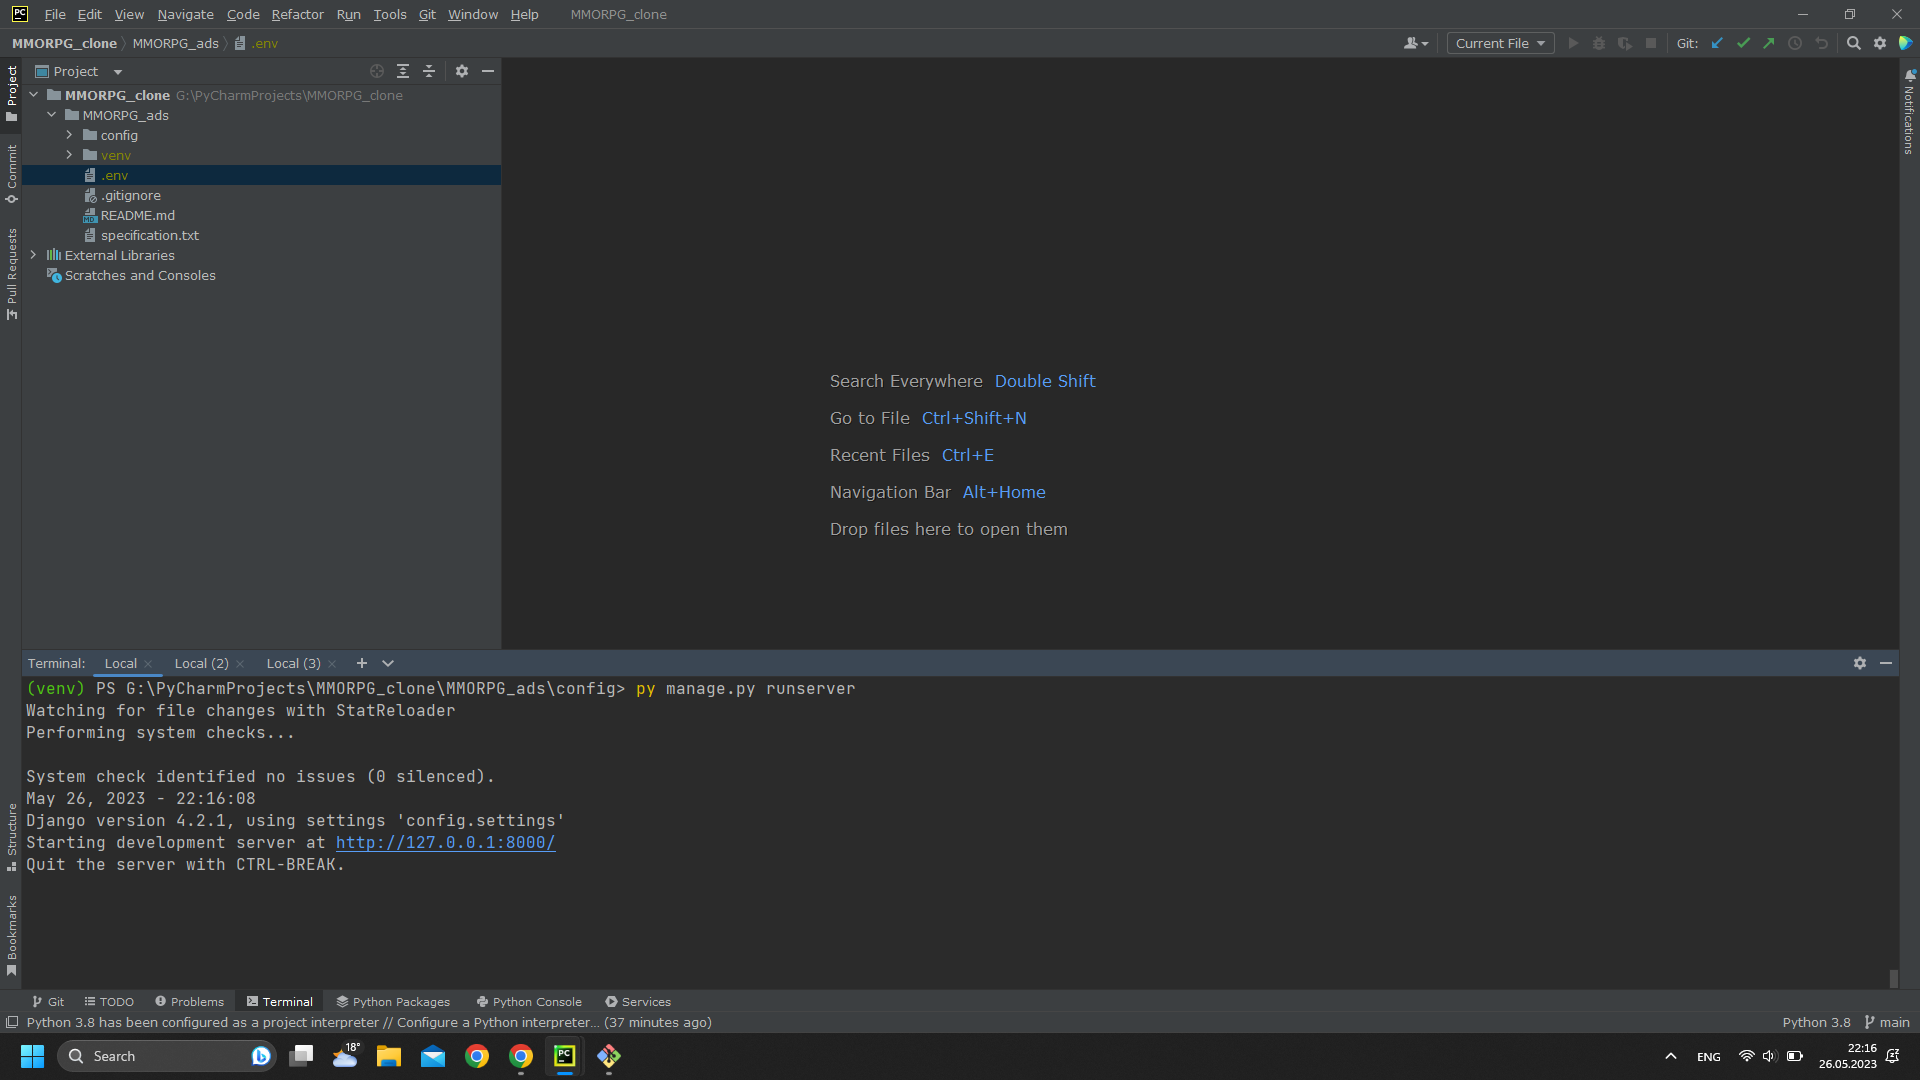 PC File Edit View Navigate Code Refactor Run Tools Git Window Help MMORPG_clone
MMORPG_clone MMORPG_ads .env Current File Git:
Project
Project
MMORPG_clone G:\PyCharmProjects\MMORPG_clone
MMORPG_ads
config
venv
.env
.gitignore
README.md
specification.txt
External Libraries
Scratches and Consoles
Commit
Pull Requests
Structure
Bookmarks
Notifications
Search Everywhere Double Shift
Go to File Ctrl+Shift+N
Recent Files Ctrl+E
Navigation Bar Alt+Home
Drop files here to open them
Terminal: Local Local (2) Local (3)
(venv) PS G:\PyCharmProjects\MMORPG_clone\MMORPG_ads\config> py manage.py runserver
Watching for file changes with StatReloader
Performing system checks...
System check identified no issues (0 silenced).
May 26, 2023 - 22:16:08
Django version 4.2.1, using settings 'config.settings'
Starting development server at http://127.0.0.1:8000/
Quit the server with CTRL-BREAK.
Git TODO Problems Terminal Python Packages Python Console Services
Python 3.8 has been configured as a project interpreter // Configure a Python interpreter... (37 minutes ago) Python 3.8 main
Search 18° PC ENG 22:16
26.05.2023